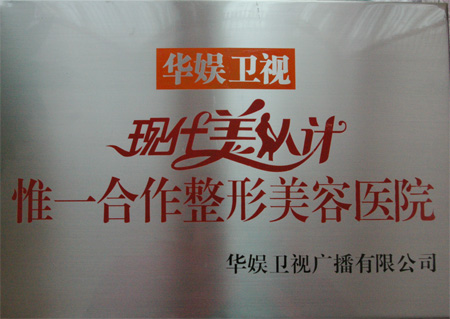 华娱卫视
现代美人计
惟一合作整形美容医院
华娱卫视广播有限公司